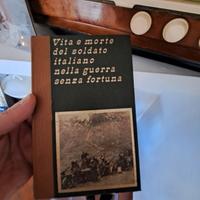 Vita e morte
del soldato
italiano
nella guerra
senza fortuna